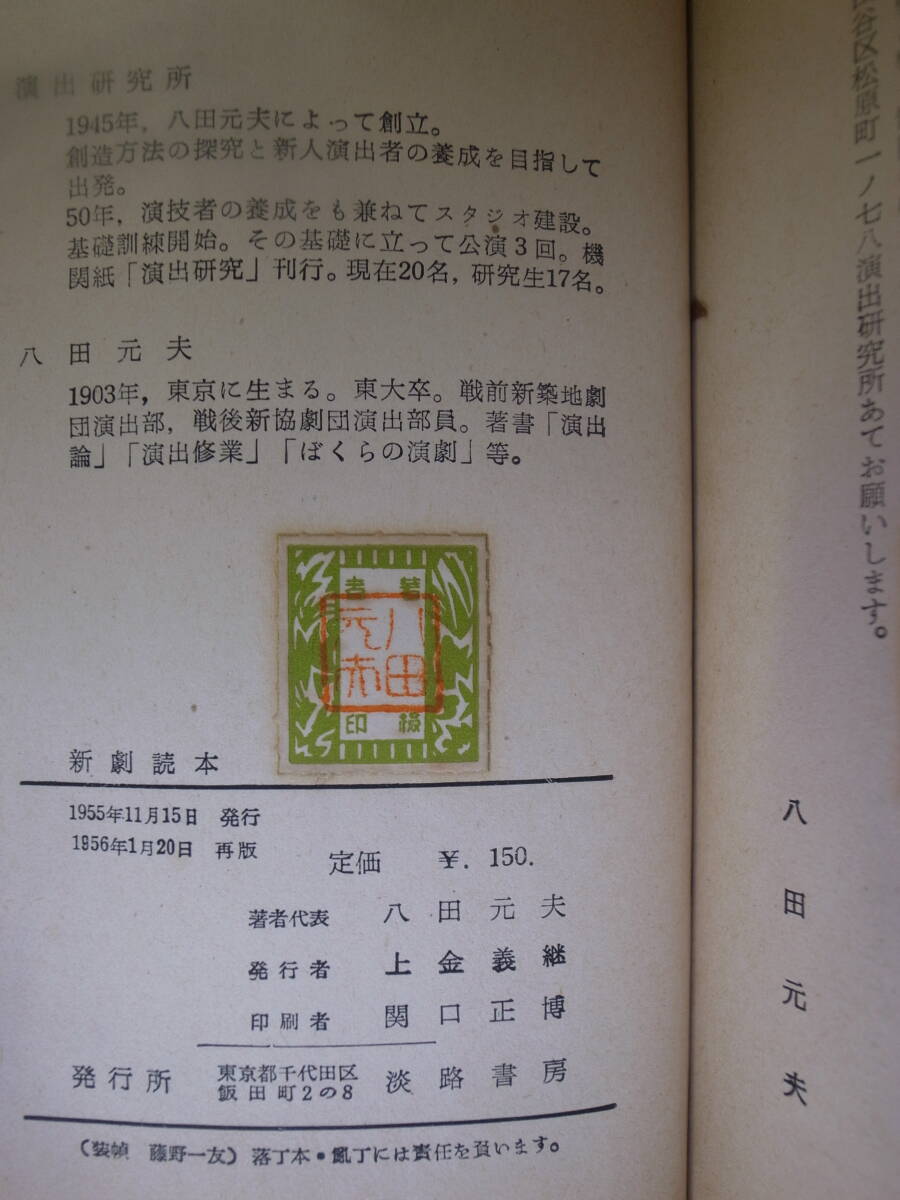 演出研究所
1945年，八田元夫によって創立。
創造方法の探究と新人演出者の養成を目指して
出発。
50年，演技者の養成をも兼ねてスタジオ建設。
基礎訓練開始。その基礎に立って公演3回。機
関紙「演出研究」刊行。現在20名，研究生17名。
八田元夫
1903年，東京に生まる。東大卒。戦前新築地劇
団演出部，戦後新協劇団演出部員。著書「演出
論」「演出修業」「ぼくらの演劇」等。
著者
検印
八田
元夫
新劇読本
1955年11月15日 発行
1956年1月20日 再版
定価 ￥. 150.
著者代表 八田元夫
発行者 上金義継
印刷者 関口正博
発行所 東京都千代田区
飯田町2の8
淡路書房
（装幀 藤野一友）落丁本・乱丁には責任を負います。
谷区松原町一ノ七八演出研究所あてお願いします。
八田元夫